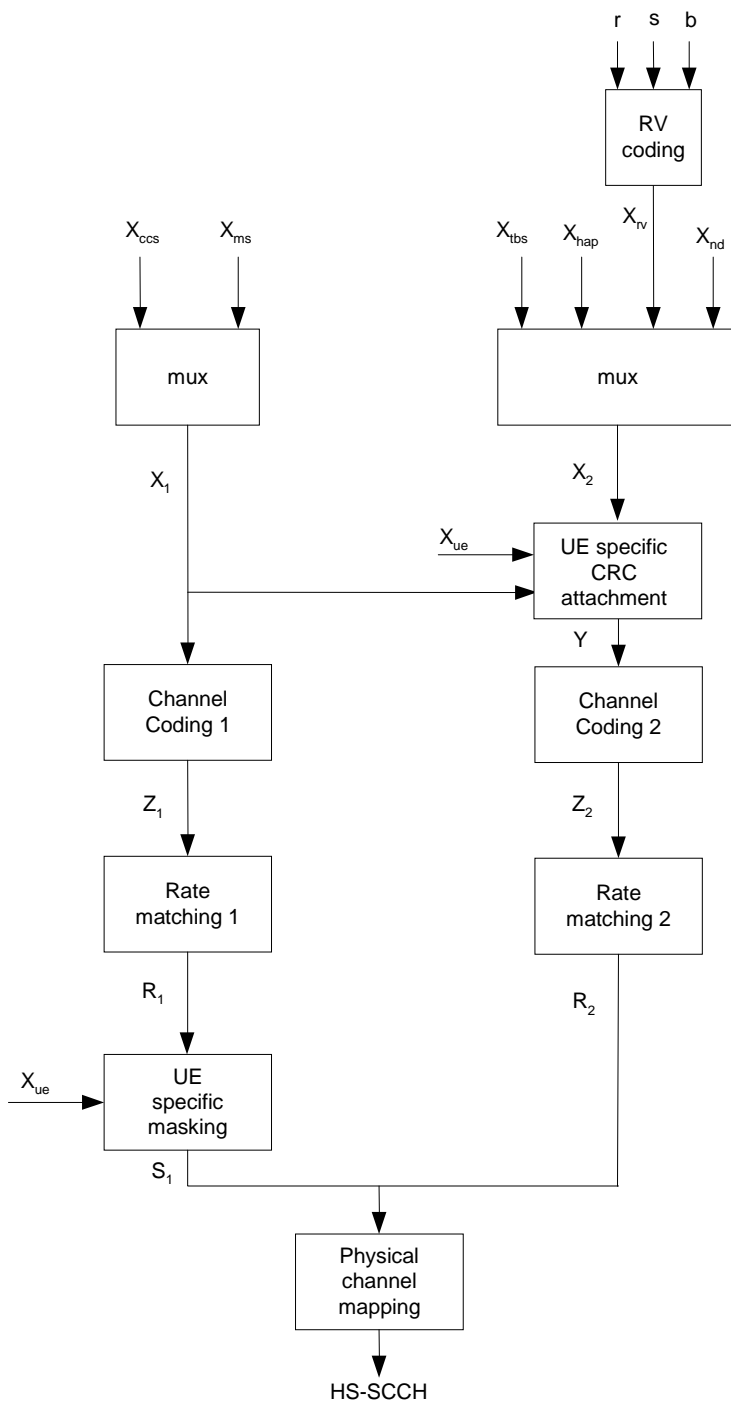 r s b
RV
coding
X_ccs X_ms X_tbs X_hap X_rv X_nd
mux mux
X_1 X_2
X_ue
UE specific
CRC
attachment
Y
Channel
Coding 1
Channel
Coding 2
Z_1 Z_2
Rate
matching 1
Rate
matching 2
R_1 R_2
X_ue
UE
specific
masking
S_1
Physical
channel
mapping
HS-SCCH